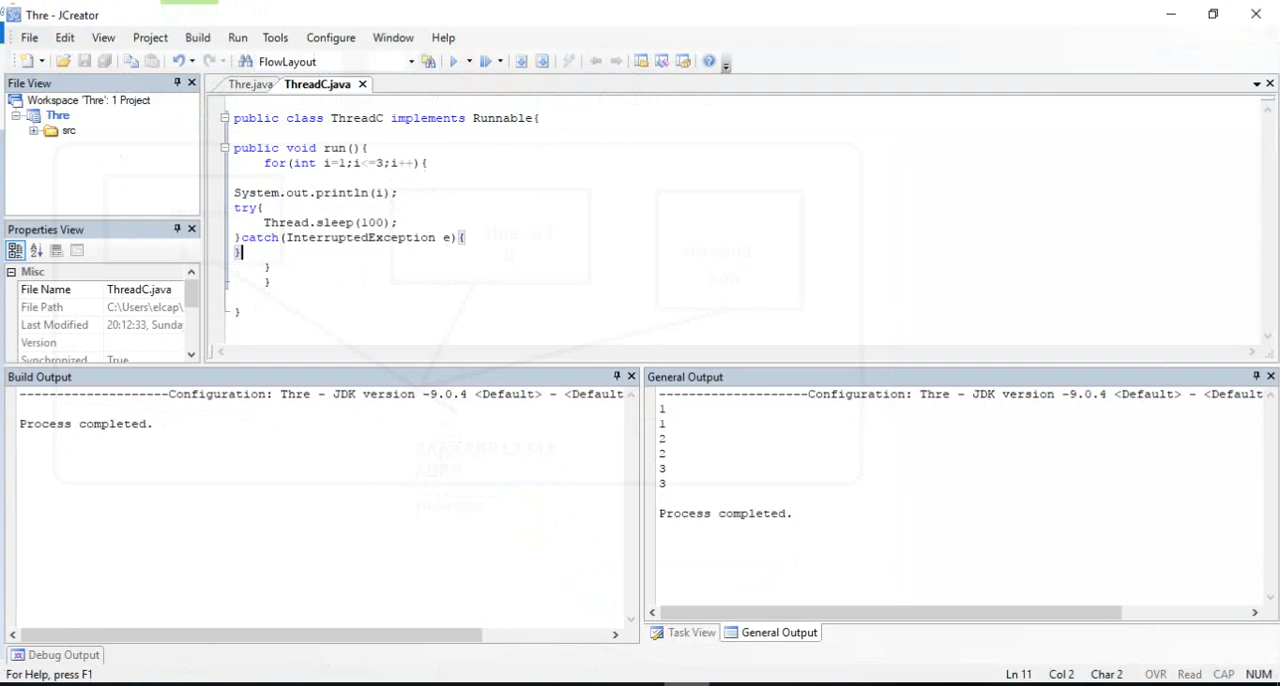 Thre - JCreator
File Edit View Project Build Run Tools Configure Window Help
FlowLayout
File View
Workspace 'Thre': 1 Project
Thre
src
Properties View
Misc
File Name ThreadC.java
File Path C:\Users\elcap\
Last Modified 20:12:33, Sunda
Version
Synchronized True
Thre.java ThreadC.java
public class ThreadC implements Runnable{
public void run(){
for(int i=1;i<=3;i++){
System.out.println(i);
try{
Thread.sleep(100);
}catch(InterruptedException e){
}
}
}
}
Build Output
--------------------Configuration: Thre - JDK version -9.0.4 <Default> - <Default
Process completed.
General Output
--------------------Configuration: Thre - JDK version -9.0.4 <Default> - <Default
1
1
2
2
3
3
Process completed.
Task View General Output
Debug Output
For Help, press F1
Ln 11 Col 2 Char 2 OVR Read CAP NUM